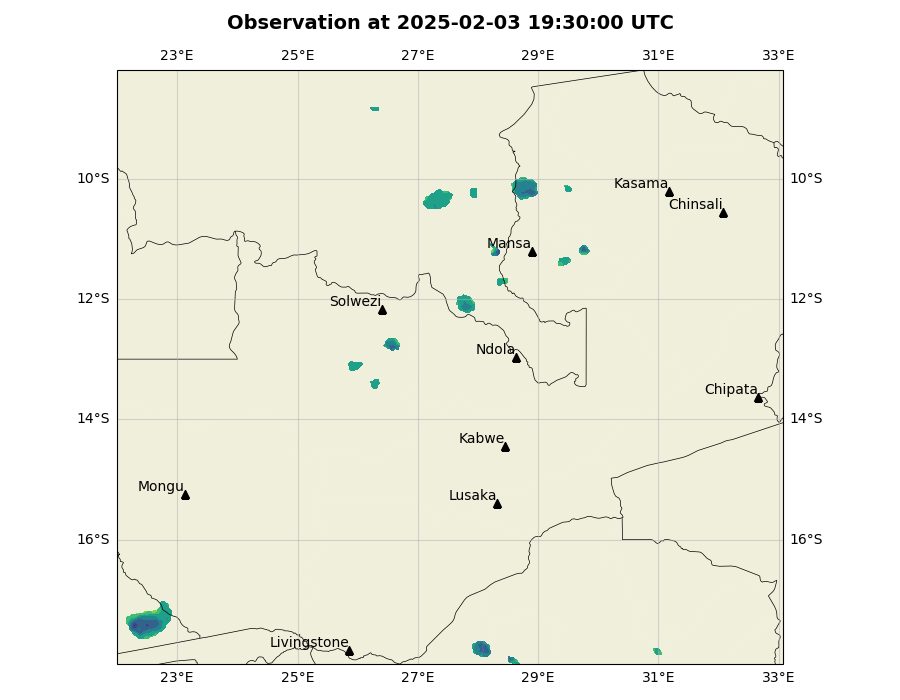 Observation at 2025-02-03 19:30:00 UTC
23°E 25°E 27°E 29°E 31°E 33°E
10°S 10°S
Kasama
Chinsali
Mansa
12°S 12°S
Solwezi
Ndola
Chipata
14°S 14°S
Kabwe
Mongu
Lusaka
16°S 16°S
Livingstone
23°E 25°E 27°E 29°E 31°E 33°E